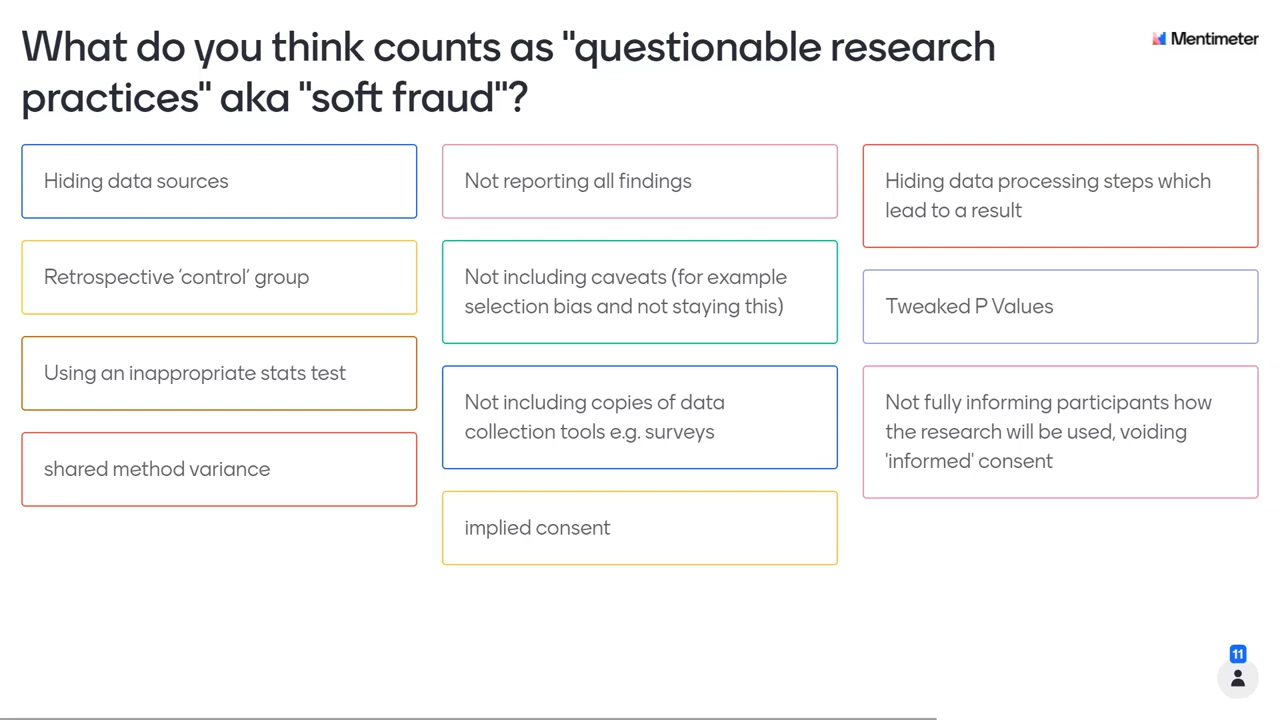 What do you think counts as "questionable research
practices" aka "soft fraud"?
Mentimeter
Hiding data sources
Retrospective ‘control’ group
Using an inappropriate stats test
shared method variance
Not reporting all findings
Not including caveats (for example
selection bias and not staying this)
Not including copies of data
collection tools e.g. surveys
implied consent
Hiding data processing steps which
lead to a result
Tweaked P Values
Not fully informing participants how
the research will be used, voiding
'informed' consent
11